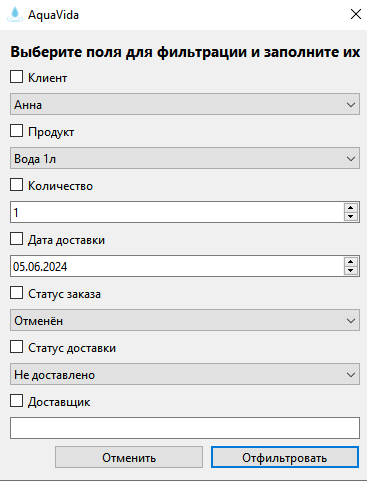 AquaVida
Выберите поля для фильтрации и заполните их
Клиент
Анна
Продукт
Вода 1л
Количество
1
Дата доставки
05.06.2024
Статус заказа
Отменён
Статус доставки
Не доставлено
Доставщик
Отменить Отфильтровать